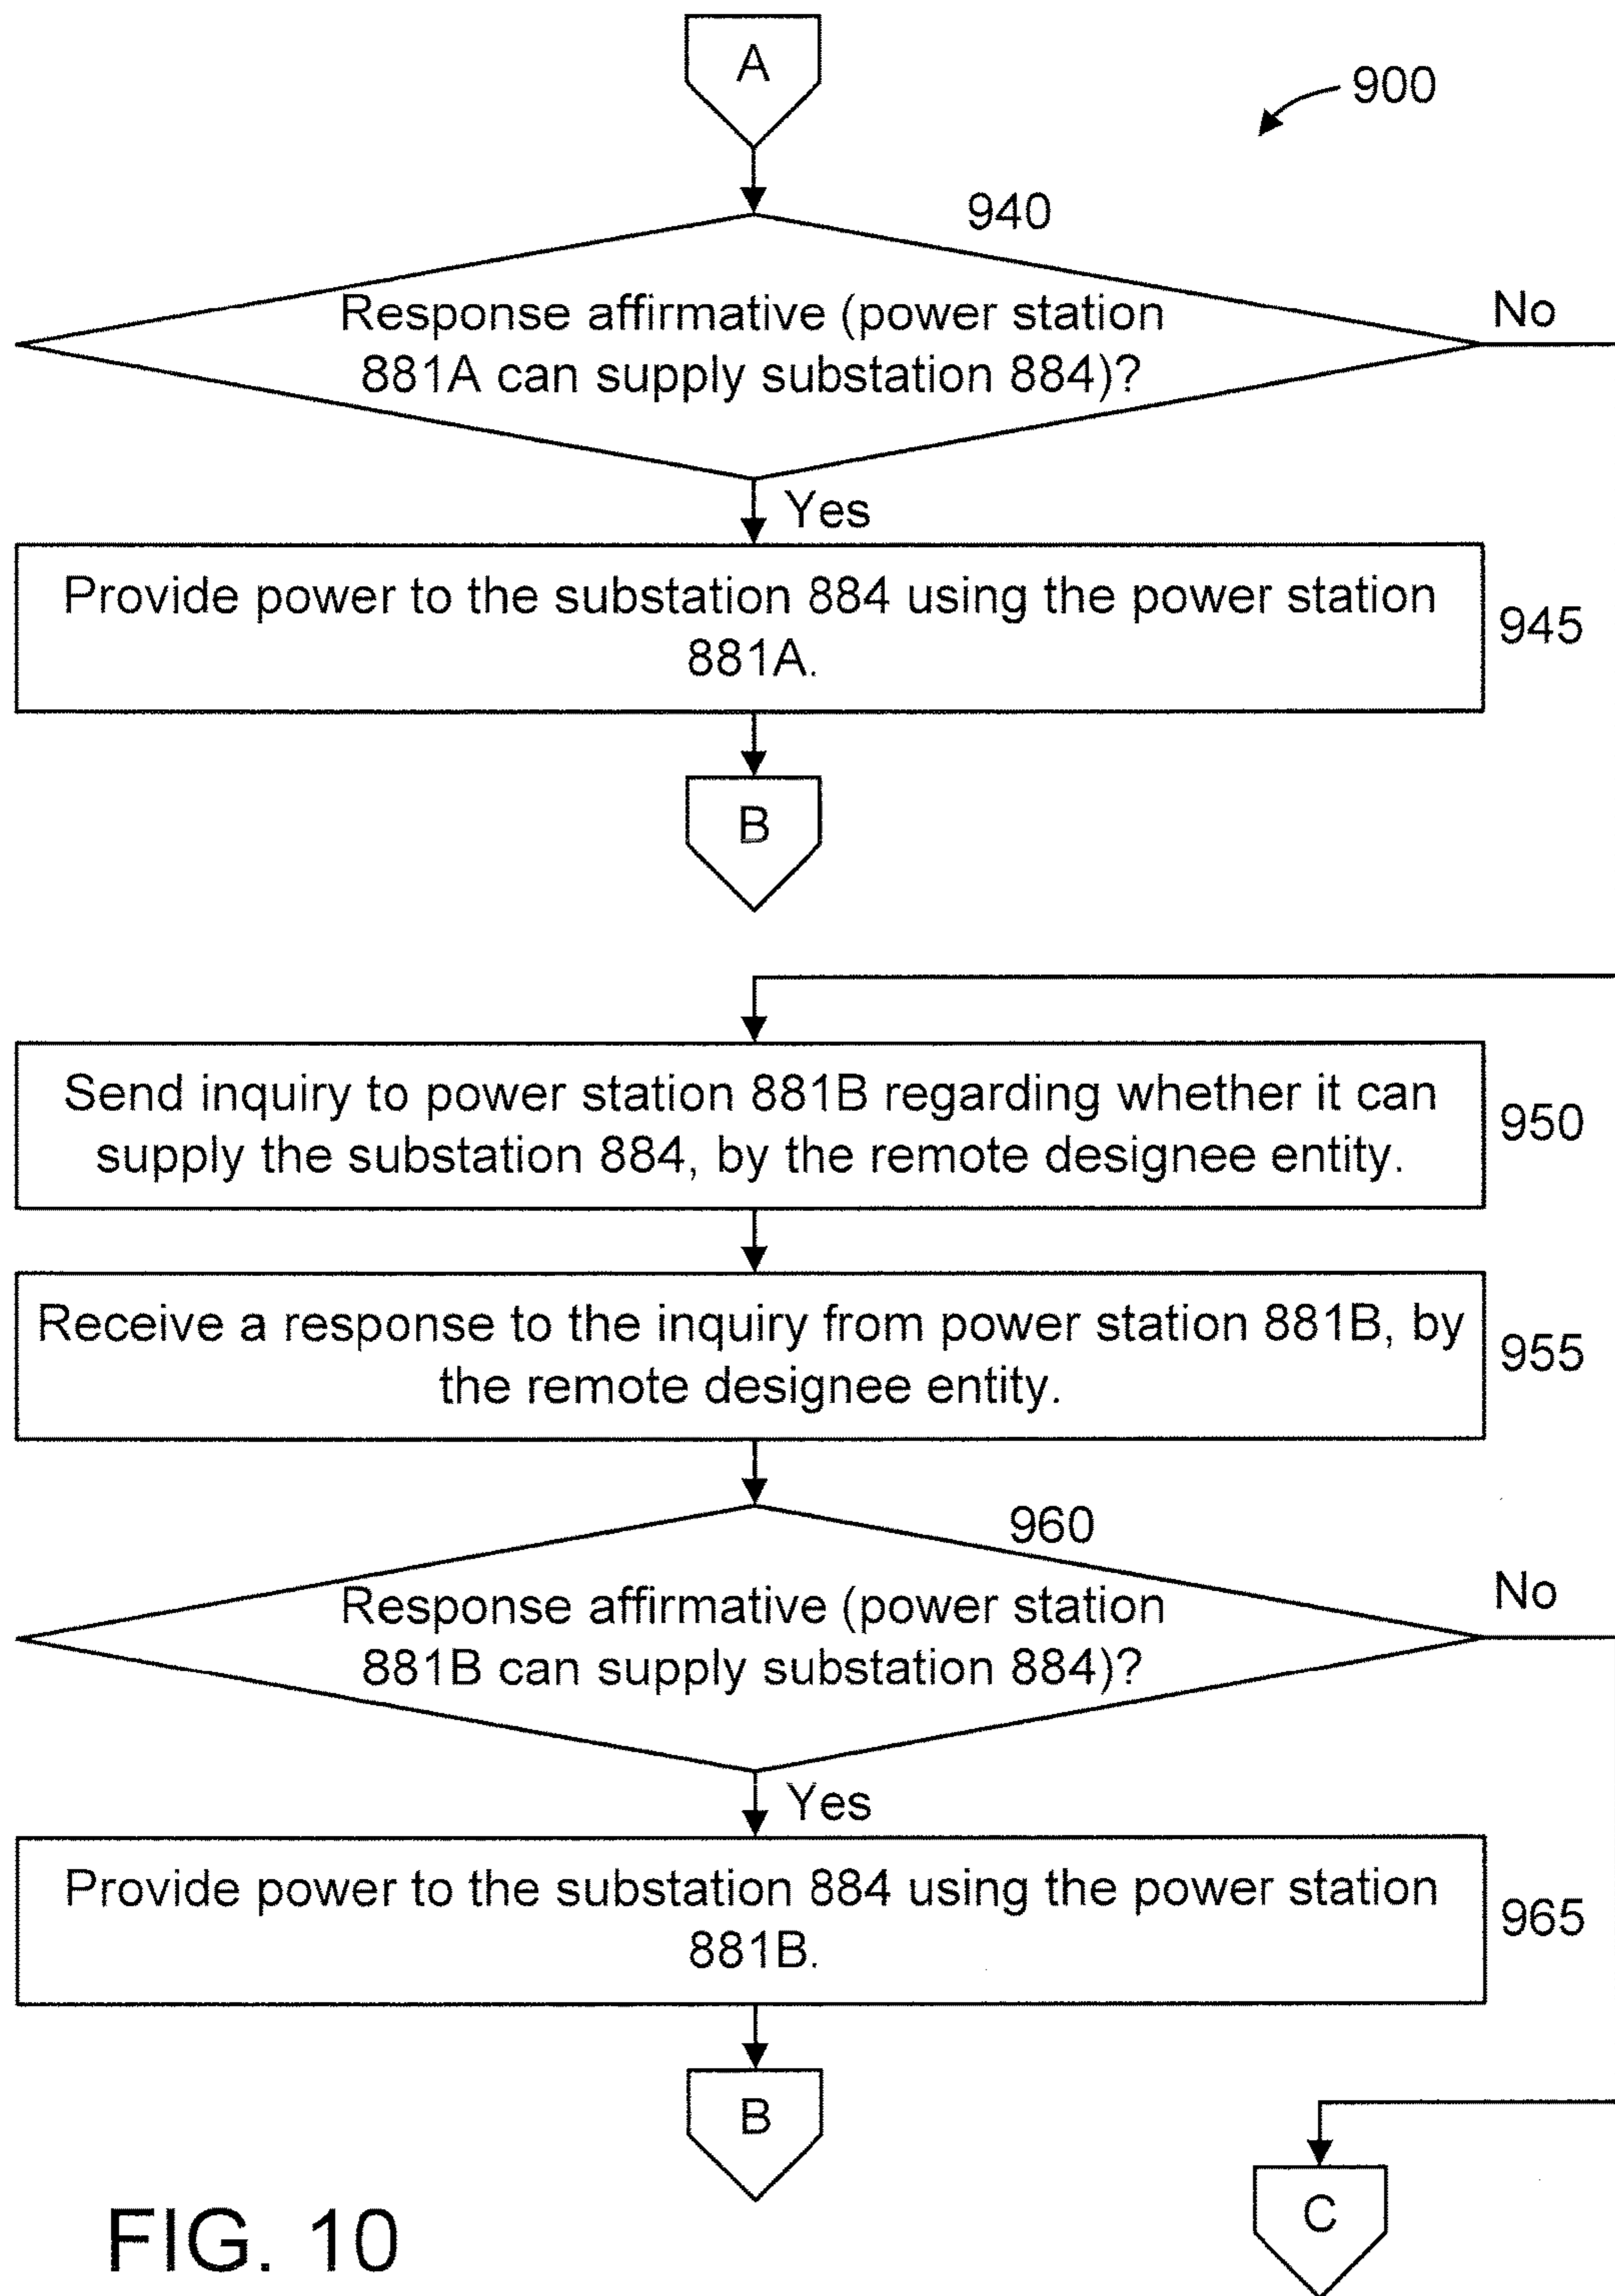 A
900
940
Response affirmative (power station
881A can supply substation 884)?
No
Yes
Provide power to the substation 884 using the power station
881A.
945
B
Send inquiry to power station 881B regarding whether it can
supply the substation 884, by the remote designee entity.
950
Receive a response to the inquiry from power station 881B, by
the remote designee entity.
955
960
Response affirmative (power station
881B can supply substation 884)?
No
Yes
Provide power to the substation 884 using the power station
881B.
965
B
C
FIG. 10